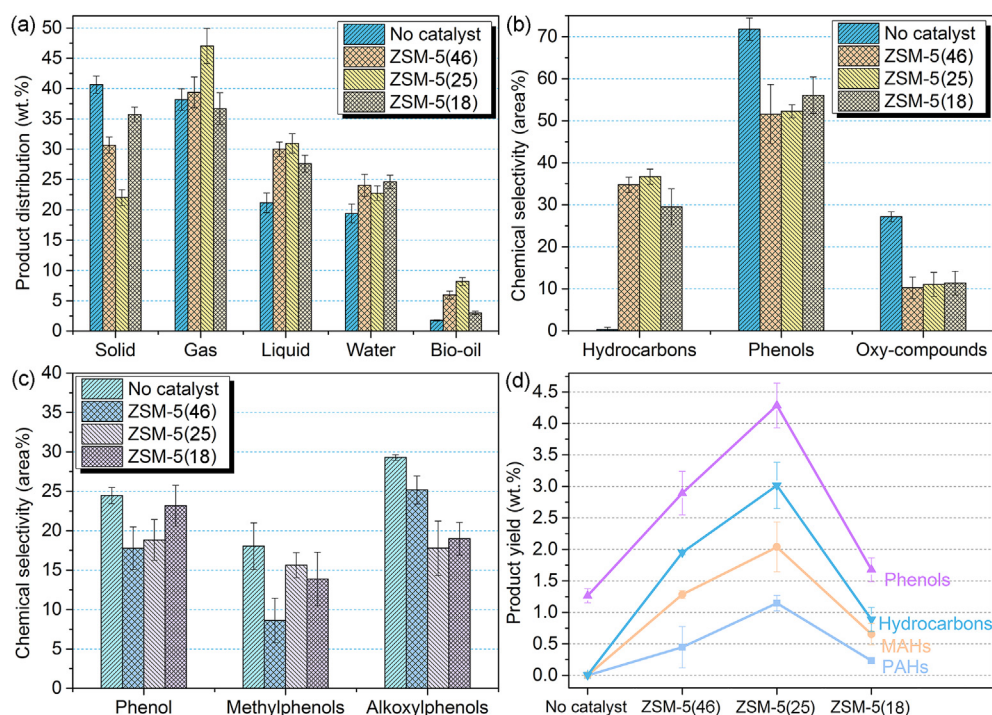 (a)
No catalyst
ZSM-5(46)
ZSM-5(25)
ZSM-5(18)
Product distribution (wt.%)
50
45
40
35
30
25
20
15
10
5
0
Solid Gas Liquid Water Bio-oil
(b)
No catalyst
ZSM-5(46)
ZSM-5(25)
ZSM-5(18)
Chemical selectivity (area%)
70
60
50
40
30
20
10
0
Hydrocarbons Phenols Oxy-compounds
(c)
No catalyst
ZSM-5(46)
ZSM-5(25)
ZSM-5(18)
Chemical selectivity (area%)
40
35
30
25
20
15
10
5
0
Phenol Methylphenols Alkoxylphenols
(d)
Product yield (wt.%)
4.5
4.0
3.5
3.0
2.5
2.0
1.5
1.0
0.5
0.0
Phenols
Hydrocarbons
MAHs
PAHs
No catalyst ZSM-5(46) ZSM-5(25) ZSM-5(18)